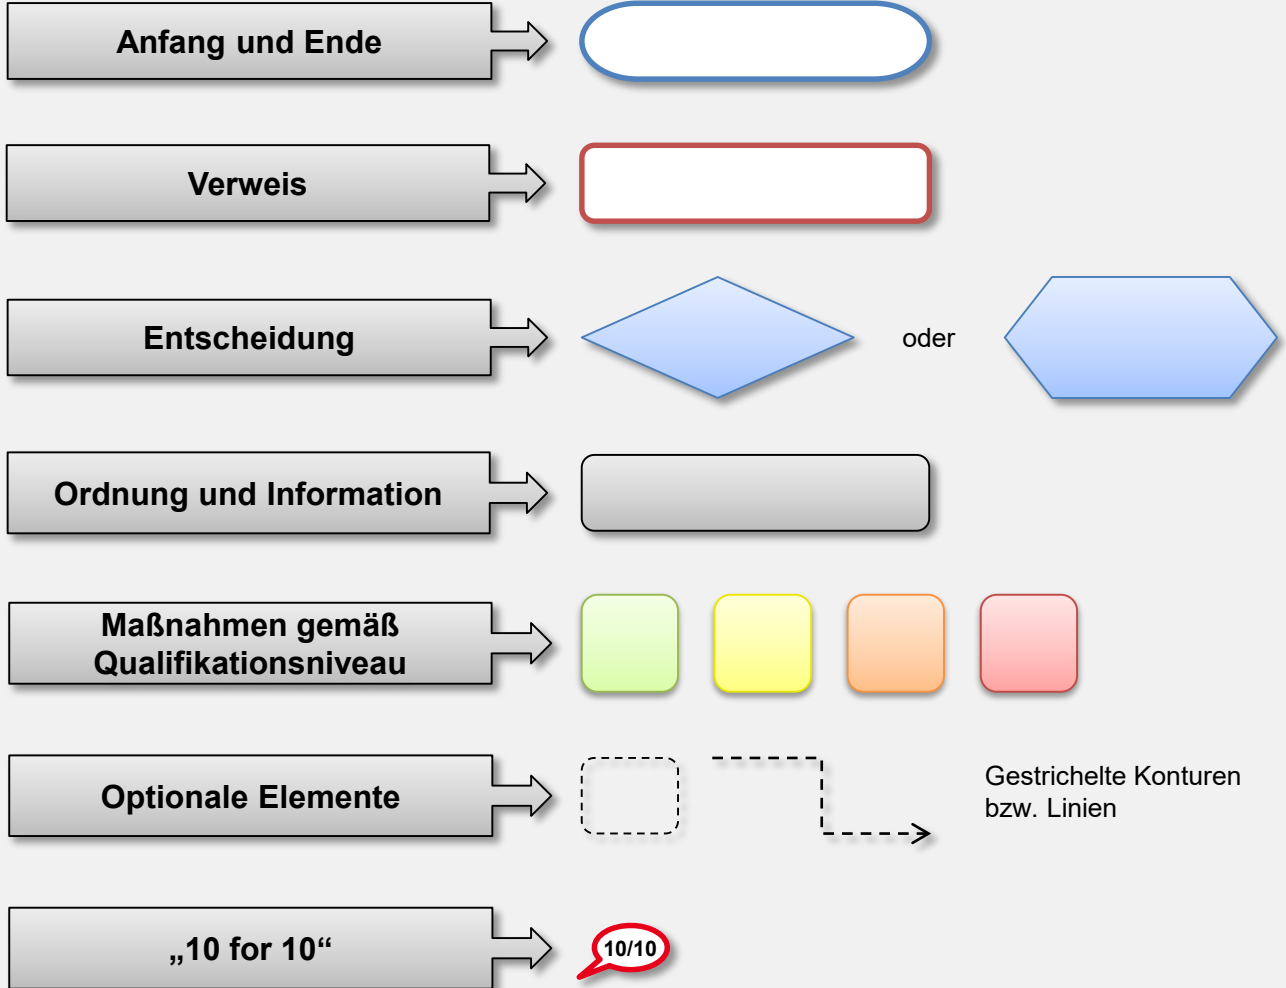 Anfang und Ende
Verweis
Entscheidung
oder
Ordnung und Information
Maßnahmen gemäß
Qualifikationsniveau
Optionale Elemente
Gestrichelte Konturen
bzw. Linien
„10 for 10“
10/10